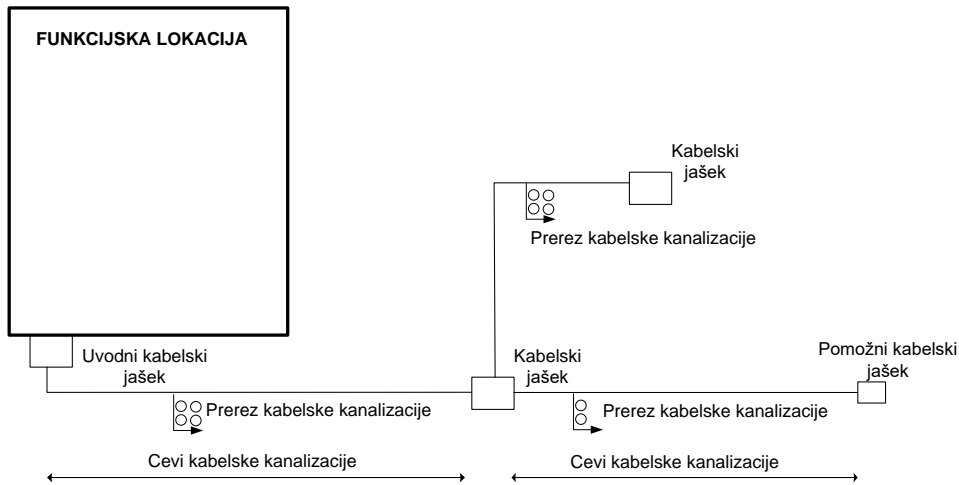 FUNKCIJSKA LOKACIJA
Kabelski
jašek
Prerez kabelske kanalizacije
Uvodni kabelski
jašek
Kabelski
jašek
Pomožni kabelski
jašek
Prerez kabelske kanalizacije
Prerez kabelske kanalizacije
Cevi kabelske kanalizacije
Cevi kabelske kanalizacije